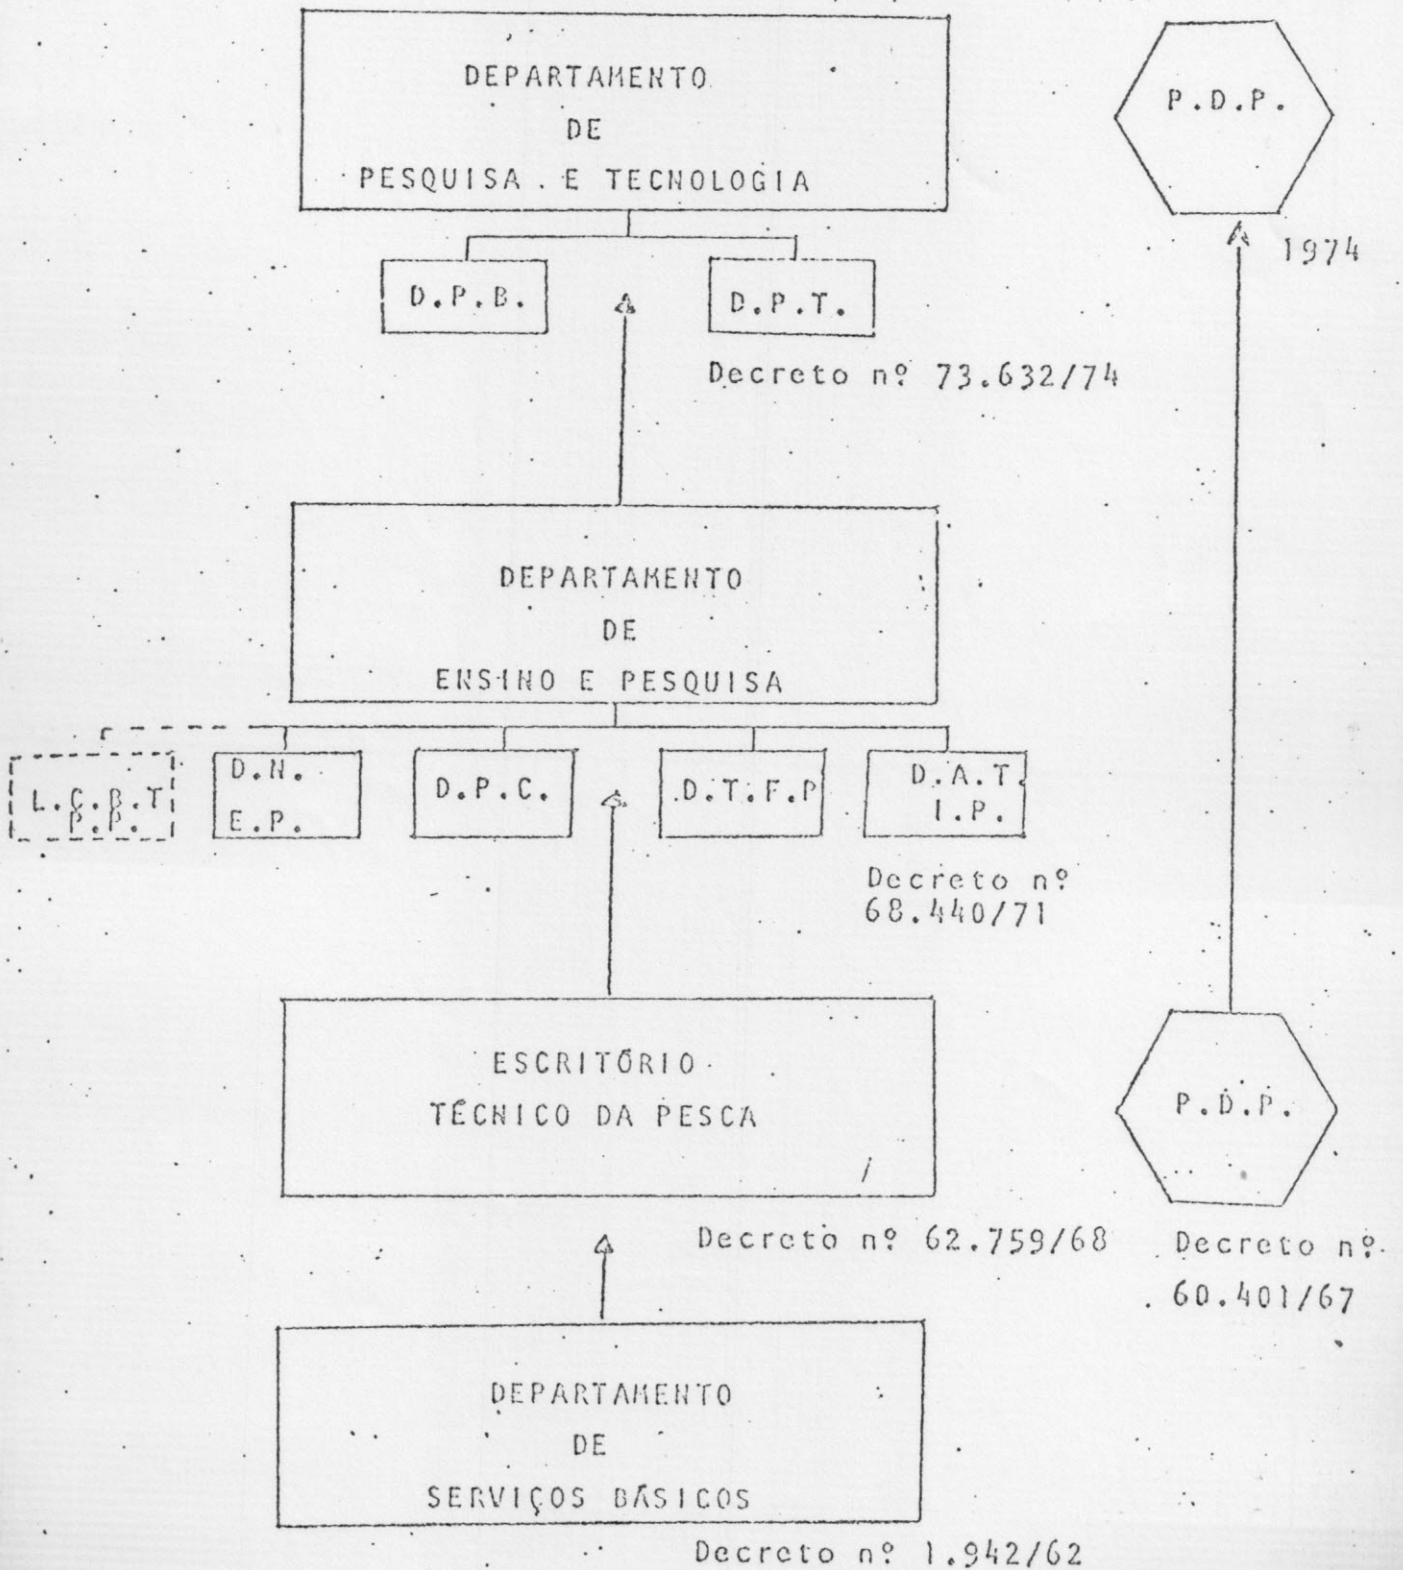 DEPARTAMENTO
DE
PESQUISA E TECNOLOGIA
P.D.P.
1974
D.P.B.
D.P.T.
Decreto nº 73.632/74
DEPARTAMENTO
DE
ENSINO E PESQUISA
L.C.B.T
P.P.
D.N.
E.P.
D.P.C.
D.T.F.P
D.A.T.
I.P.
Decreto nº
68.440/71
ESCRITÓRIO
TÉCNICO DA PESCA
P.D.P.
Decreto nº 62.759/68
Decreto nº
60.401/67
DEPARTAMENTO
DE
SERVIÇOS BÁSICOS
Decreto nº 1.942/62